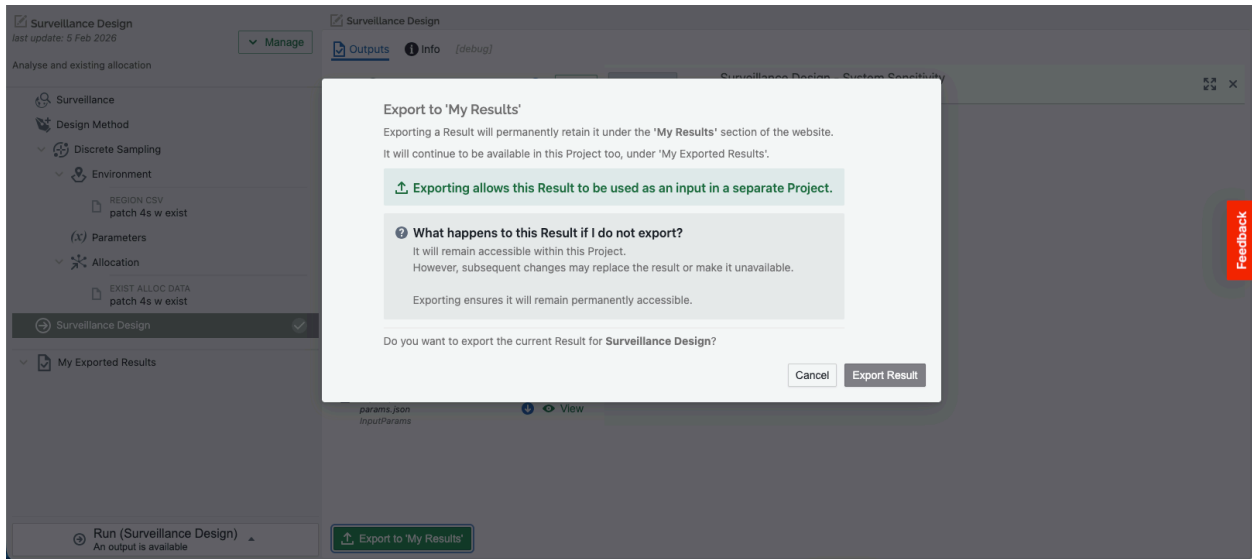 Surveillance Design
last update: 5 Feb 2026
Manage
Analyse and existing allocation
Surveillance
Design Method
Discrete Sampling
Environment
REGION CSV
patch 4s w exist
(X) Parameters
Allocation
EXIST ALLOC DATA
patch 4s w exist
Surveillance Design
My Exported Results
Run (Surveillance Design)
An output is available
Surveillance Design
Outputs
Info
[debug]
Surveillance Design - System Sensitivity
Export to 'My Results'
Exporting a Result will permanently retain it under the 'My Results' section of the website.
It will continue to be available in this Project too, under 'My Exported Results'.
Exporting allows this Result to be used as an input in a separate Project.
What happens to this Result if I do not export?
It will remain accessible within this Project.
However, subsequent changes may replace the result or make it unavailable.
Exporting ensures it will remain permanently accessible.
Do you want to export the current Result for Surveillance Design?
Cancel
Export Result
params.json
View
InputParams
Export to 'My Results'
Feedback